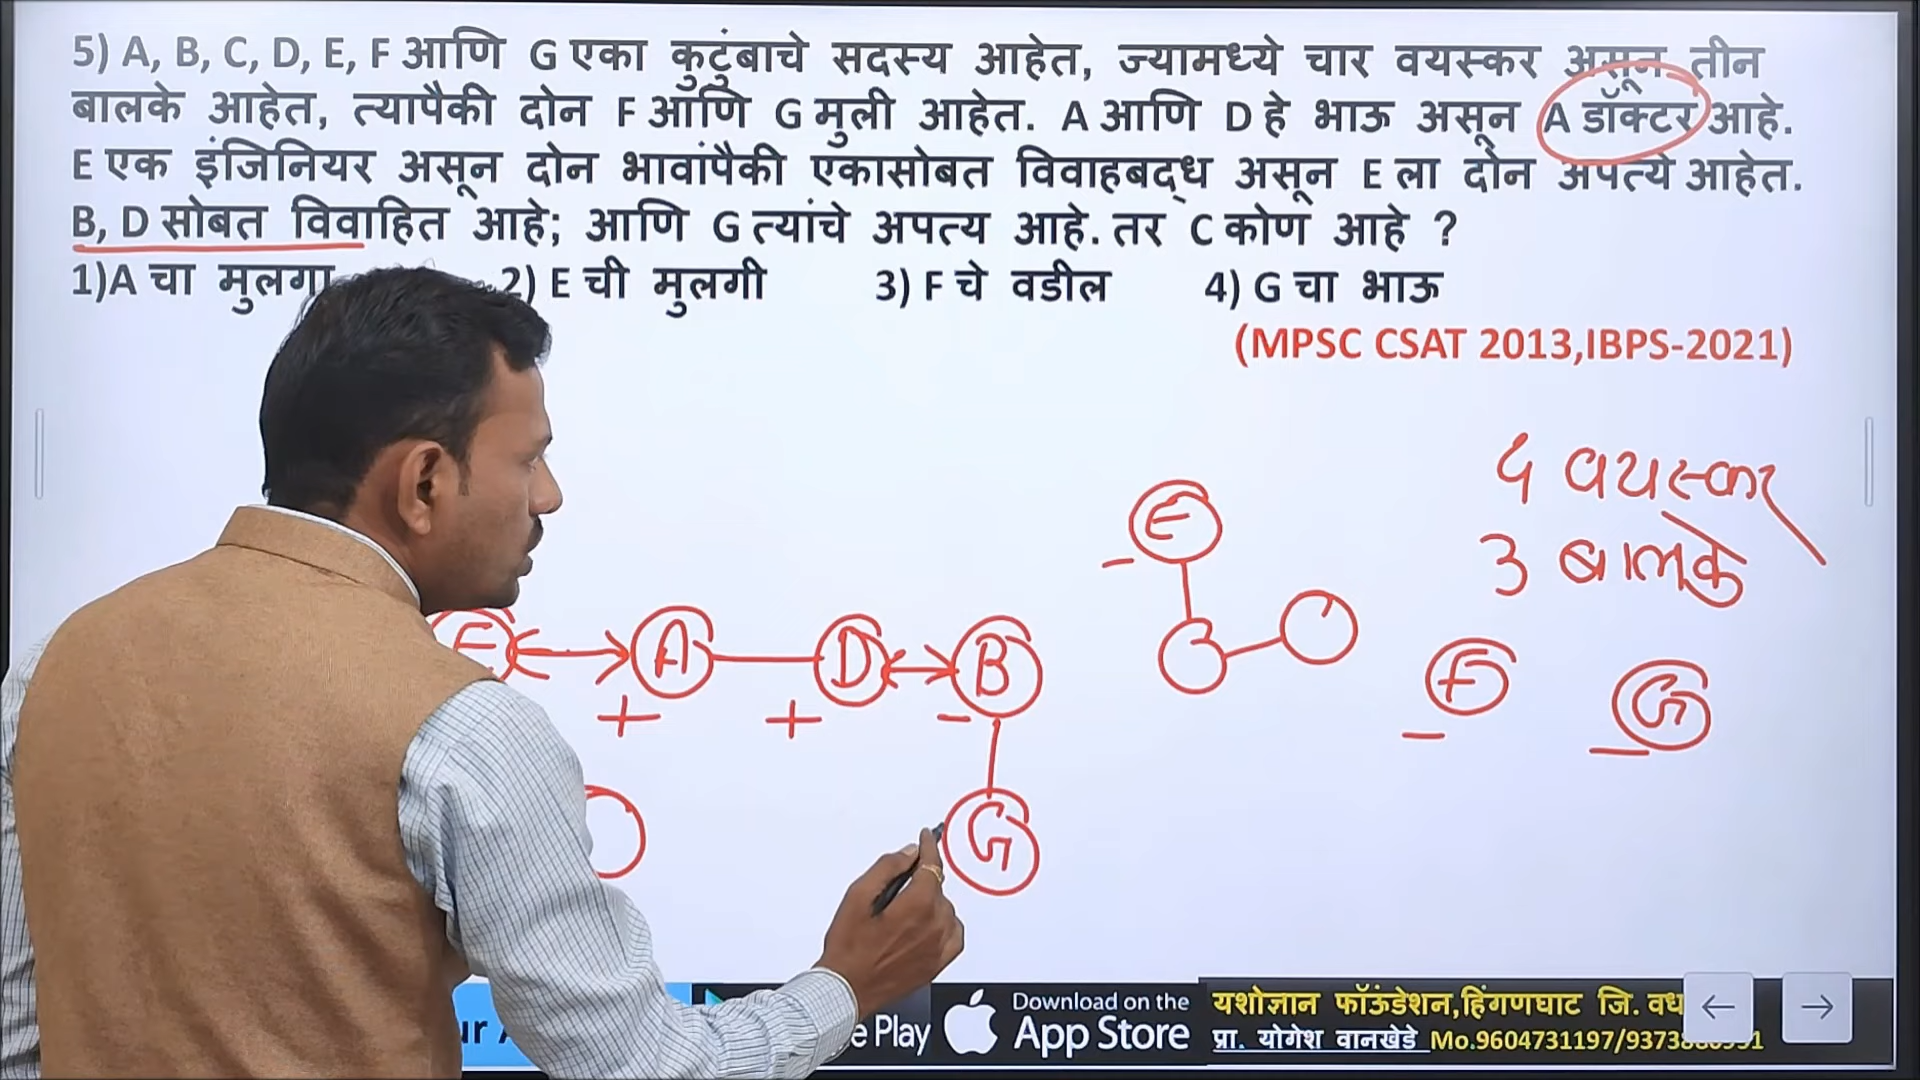 5) A, B, C, D, E, F आणि G एका कुटुंबाचे सदस्य आहेत, ज्यामध्ये चार वयस्कर असून तीन
बालके आहेत, त्यापैकी दोन F आणि G मुली आहेत. A आणि D हे भाऊ असून A डॉक्टर आहे.
E एक इंजिनियर असून दोन भावांपैकी एकासोबत विवाहबद्ध असून E ला दोन अपत्ये आहेत.
B, D सोबत विवाहित आहे; आणि G त्यांचे अपत्य आहे. तर C कोण आहे ?
1)A चा मुलगा 2) E ची मुलगी 3) F चे वडील 4) G चा भाऊ
(MPSC CSAT 2013,IBPS-2021)
4 वयस्कर
3 बालके
E
E A D B
+ + -
F G
G
Download on the
App Store
e Play
यशोज्ञान फॉऊंडेशन,हिंगणघाट जि.
प्रा. योगेश वानखेडे Mo.9604731197/